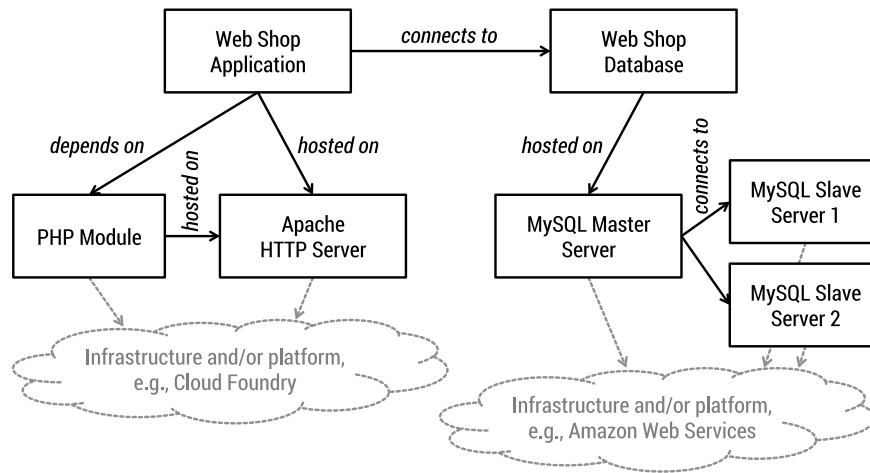 Web Shop
Application
connects to
Web Shop
Database
depends on
hosted on
hosted on
hosted on
connects to
PHP Module
Apache
HTTP Server
MySQL Master
Server
MySQL Slave
Server 1
MySQL Slave
Server 2
Infrastructure and/or platform,
e.g., Cloud Foundry
Infrastructure and/or platform,
e.g., Amazon Web Services